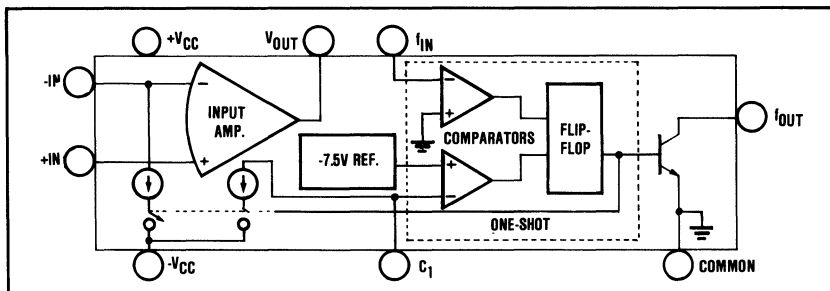 +VCC
VOUT
fIN
-IN
INPUT
AMP.
COMPARATORS
FLIP-
FLOP
fOUT
+IN
-7.5V REF.
ONE-SHOT
-VCC
C1
COMMON
−
+
−
+
+
−